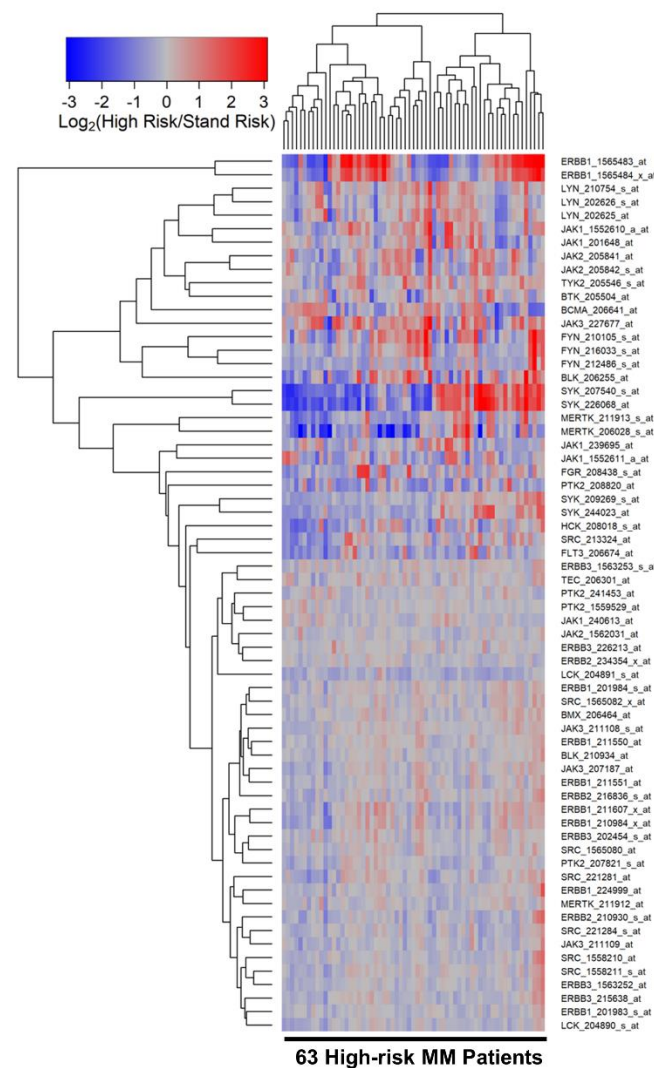 -3 -2 -1 0 1 2 3
Log2(High Risk/Stand Risk)
ERBB1_1565483_at
ERBB1_1565484_x_at
LYN_210754_s_at
LYN_202626_s_at
LYN_202625_at
JAK1_1552610_a_at
JAK1_201648_at
JAK2_205841_at
JAK2_205842_s_at
TYK2_205546_s_at
BTK_205504_at
BCMA_206641_at
JAK3_227677_at
FYN_210105_s_at
FYN_216033_s_at
FYN_212486_s_at
BLK_206255_at
SYK_207540_s_at
SYK_226068_at
MERTK_211913_s_at
MERTK_206028_s_at
JAK1_239695_at
JAK1_1552611_a_at
FGR_208438_s_at
PTK2_208820_at
SYK_209269_s_at
SYK_244023_at
HCK_208018_s_at
SRC_213324_at
FLT3_206674_at
ERBB3_1563253_s_at
TEC_206301_at
PTK2_241453_at
PTK2_1559529_at
JAK1_240613_at
JAK2_1562031_at
ERBB3_226213_at
ERBB2_234354_x_at
LCK_204891_s_at
ERBB1_201984_s_at
SRC_1565082_x_at
BMX_206464_at
JAK3_211108_s_at
ERBB1_211550_at
BLK_210934_at
JAK3_207187_at
ERBB1_211551_at
ERBB2_216836_s_at
ERBB1_211607_x_at
ERBB1_210984_x_at
ERBB3_202454_s_at
SRC_1565080_at
PTK2_207821_s_at
SRC_221281_at
ERBB1_224999_at
MERTK_211912_at
ERBB2_210930_s_at
SRC_221284_s_at
JAK3_211109_at
SRC_1558210_at
SRC_1558211_s_at
ERBB3_1563252_at
ERBB3_215638_at
ERBB1_201983_s_at
LCK_204890_s_at
63 High-risk MM Patients